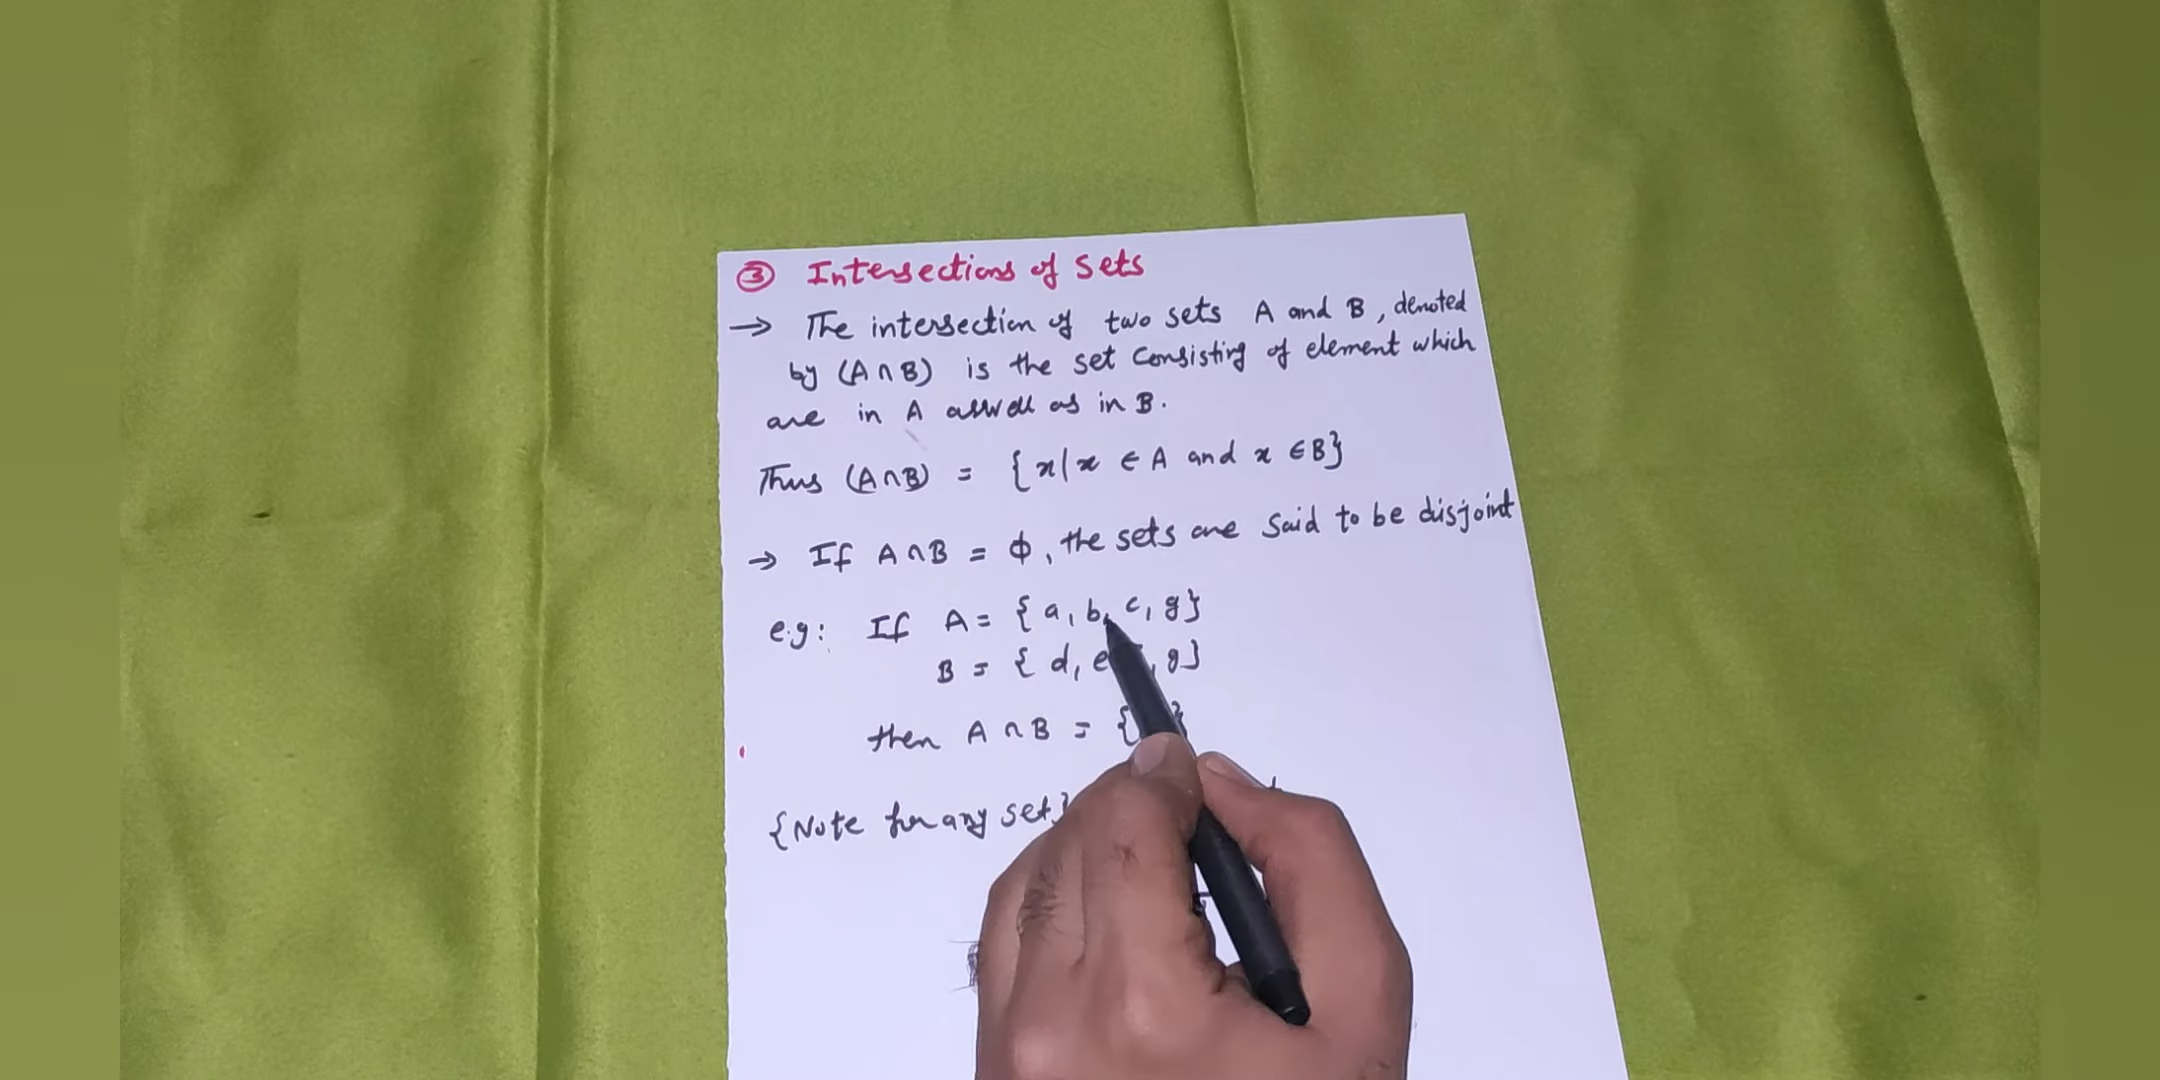 ③ Intersections of Sets
→ The intersection of two sets A and B, denoted
by (A ∩ B) is the set consisting of element which
are in A aswell as in B.
Thus (A∩B) = {x/x ∈ A and x ∈ B}
→ If A ∩ B = ϕ, the sets are said to be disjoint
e.g: If A = {a, b, c, g}
B = {d, e, g}
then A ∩ B = { }
{Note for any set}